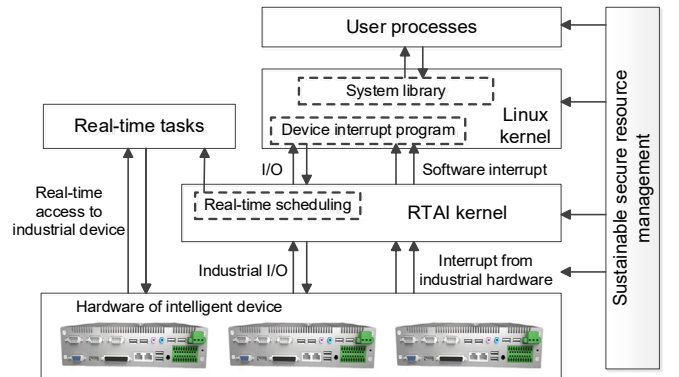 User processes
System library
Linux
kernel
Device interrupt program
Real-time tasks
I/O
Software interrupt
Real-time
access to
industrial device
Real-time scheduling
RTAI kernel
Industrial I/O
Interrupt from
industrial hardware
Hardware of intelligent device
Sustainable secure resource
management